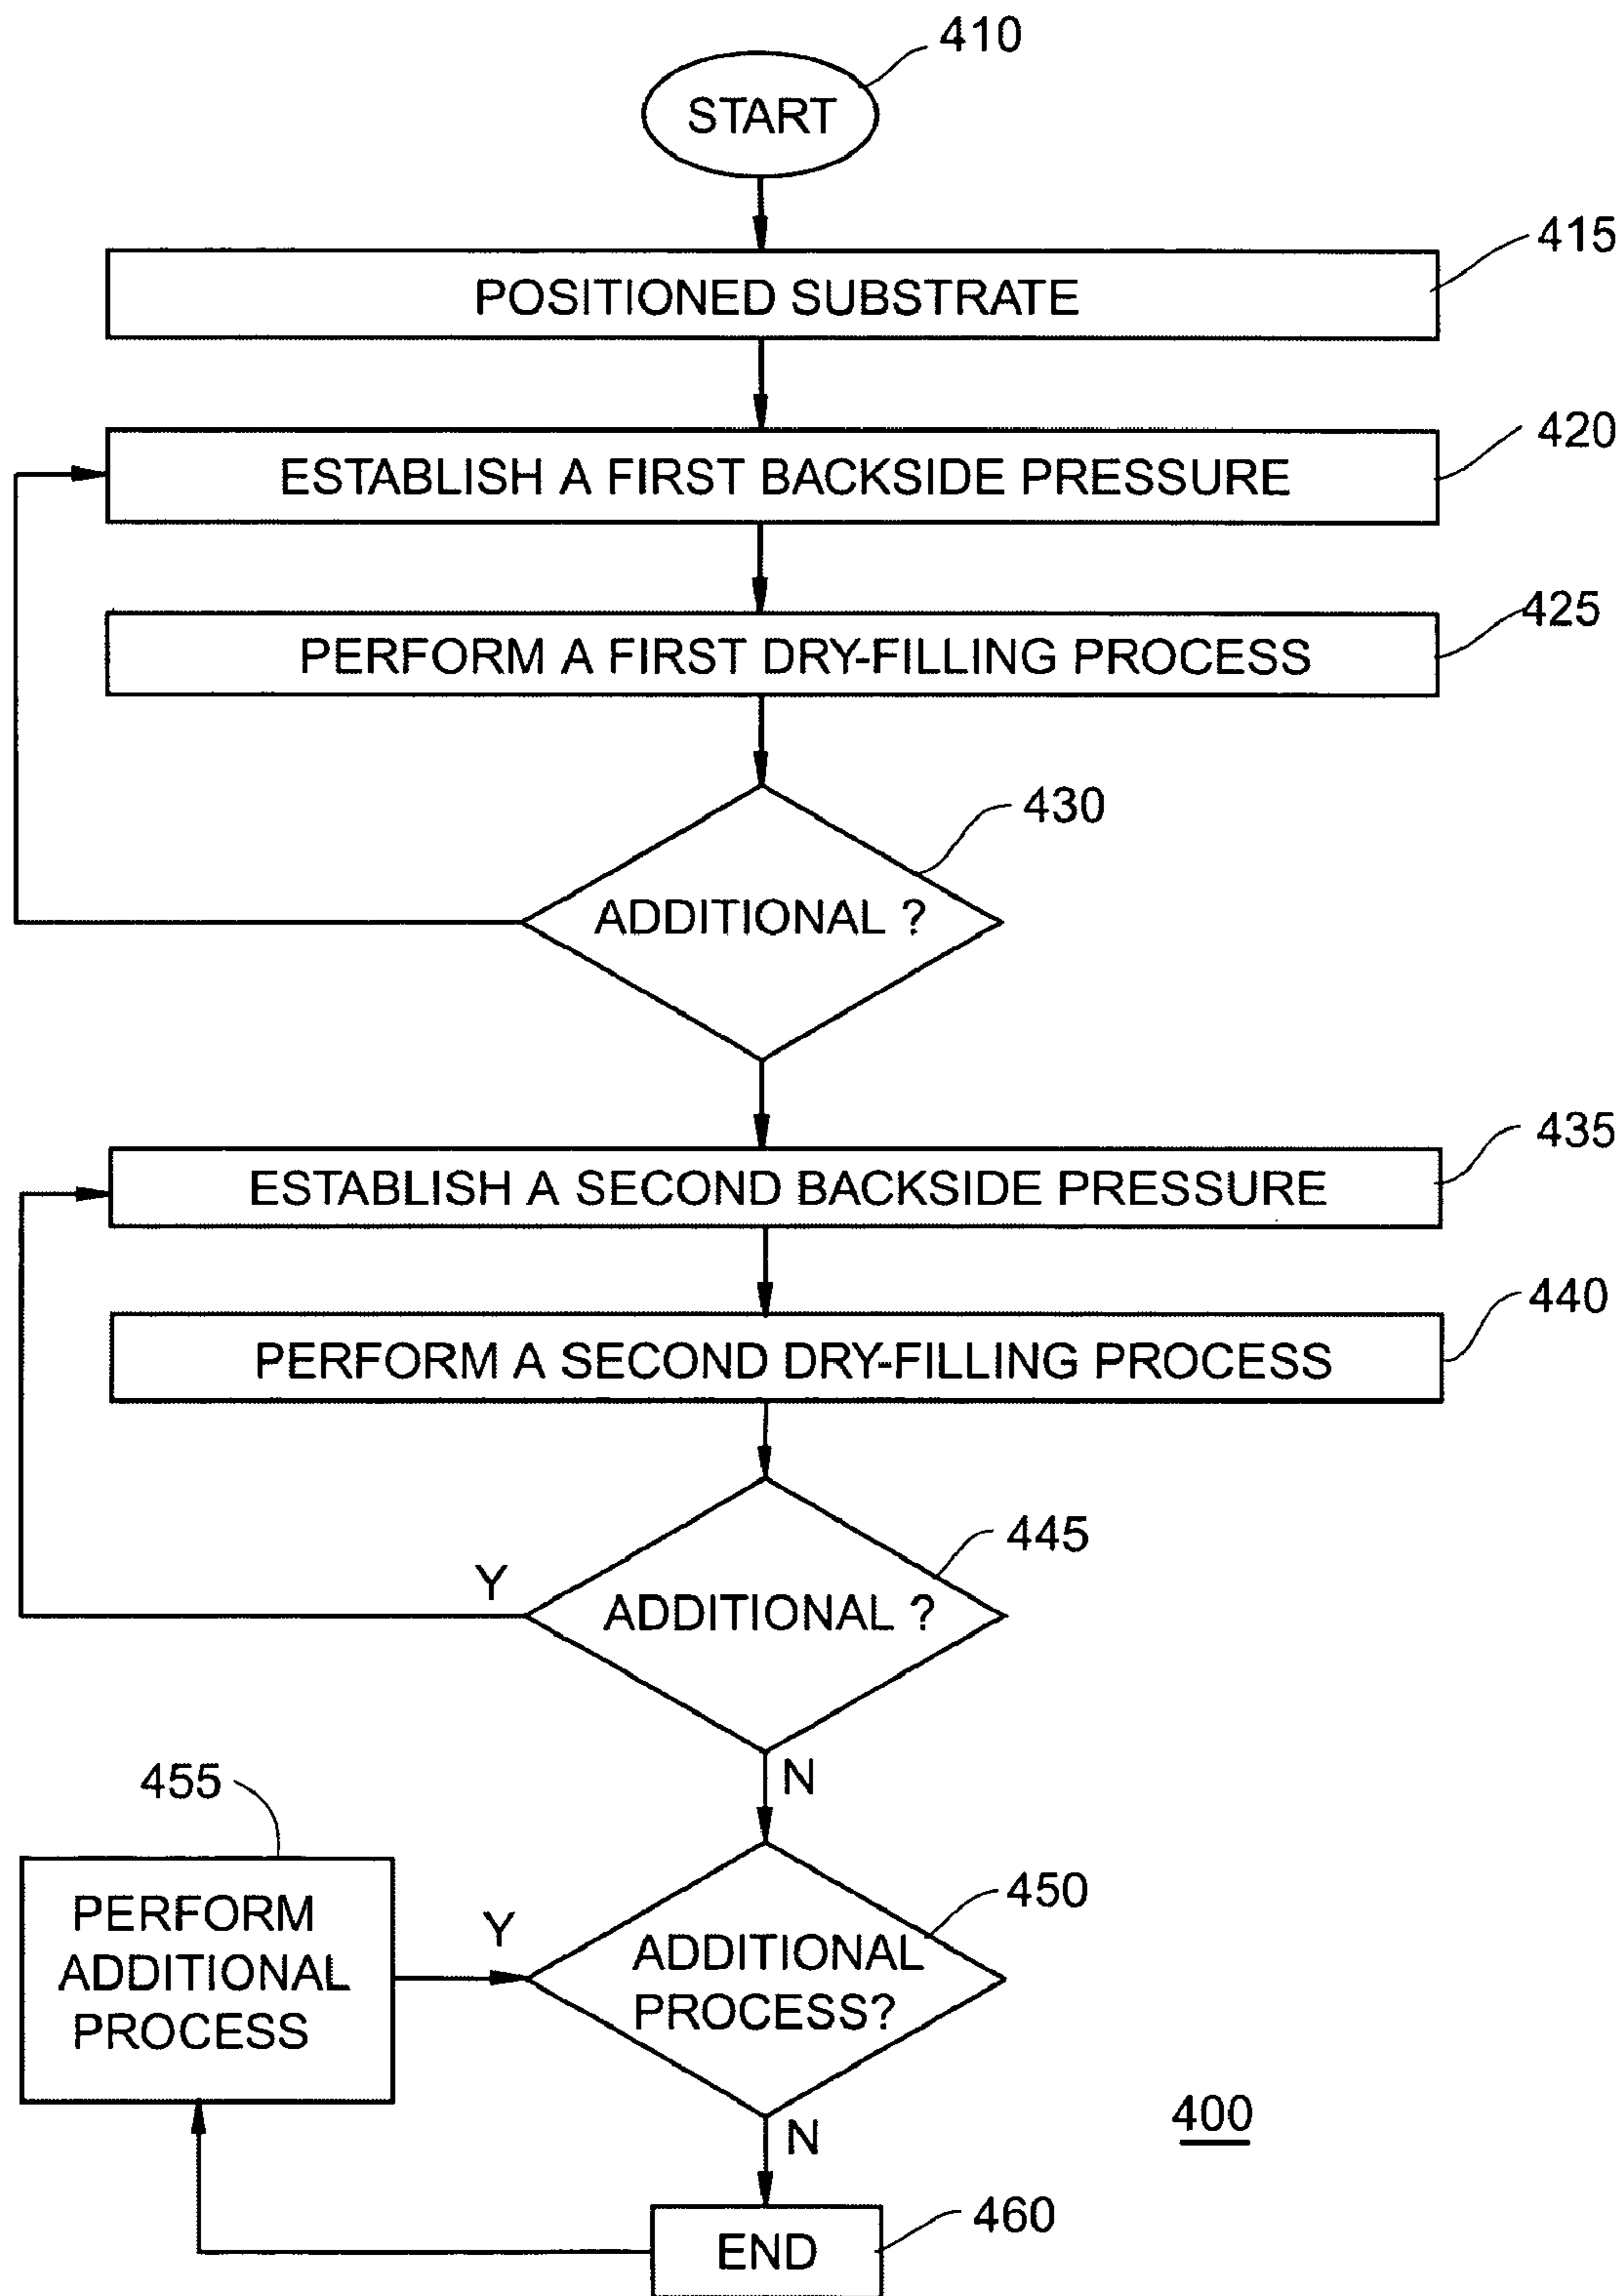 410
START
415
POSITIONED SUBSTRATE
420
ESTABLISH A FIRST BACKSIDE PRESSURE
425
PERFORM A FIRST DRY-FILLING PROCESS
430
ADDITIONAL ?
435
ESTABLISH A SECOND BACKSIDE PRESSURE
440
PERFORM A SECOND DRY-FILLING PROCESS
445
Y
ADDITIONAL ?
N
455
450
PERFORM
ADDITIONAL
PROCESS
Y
ADDITIONAL
PROCESS?
N
400
460
END